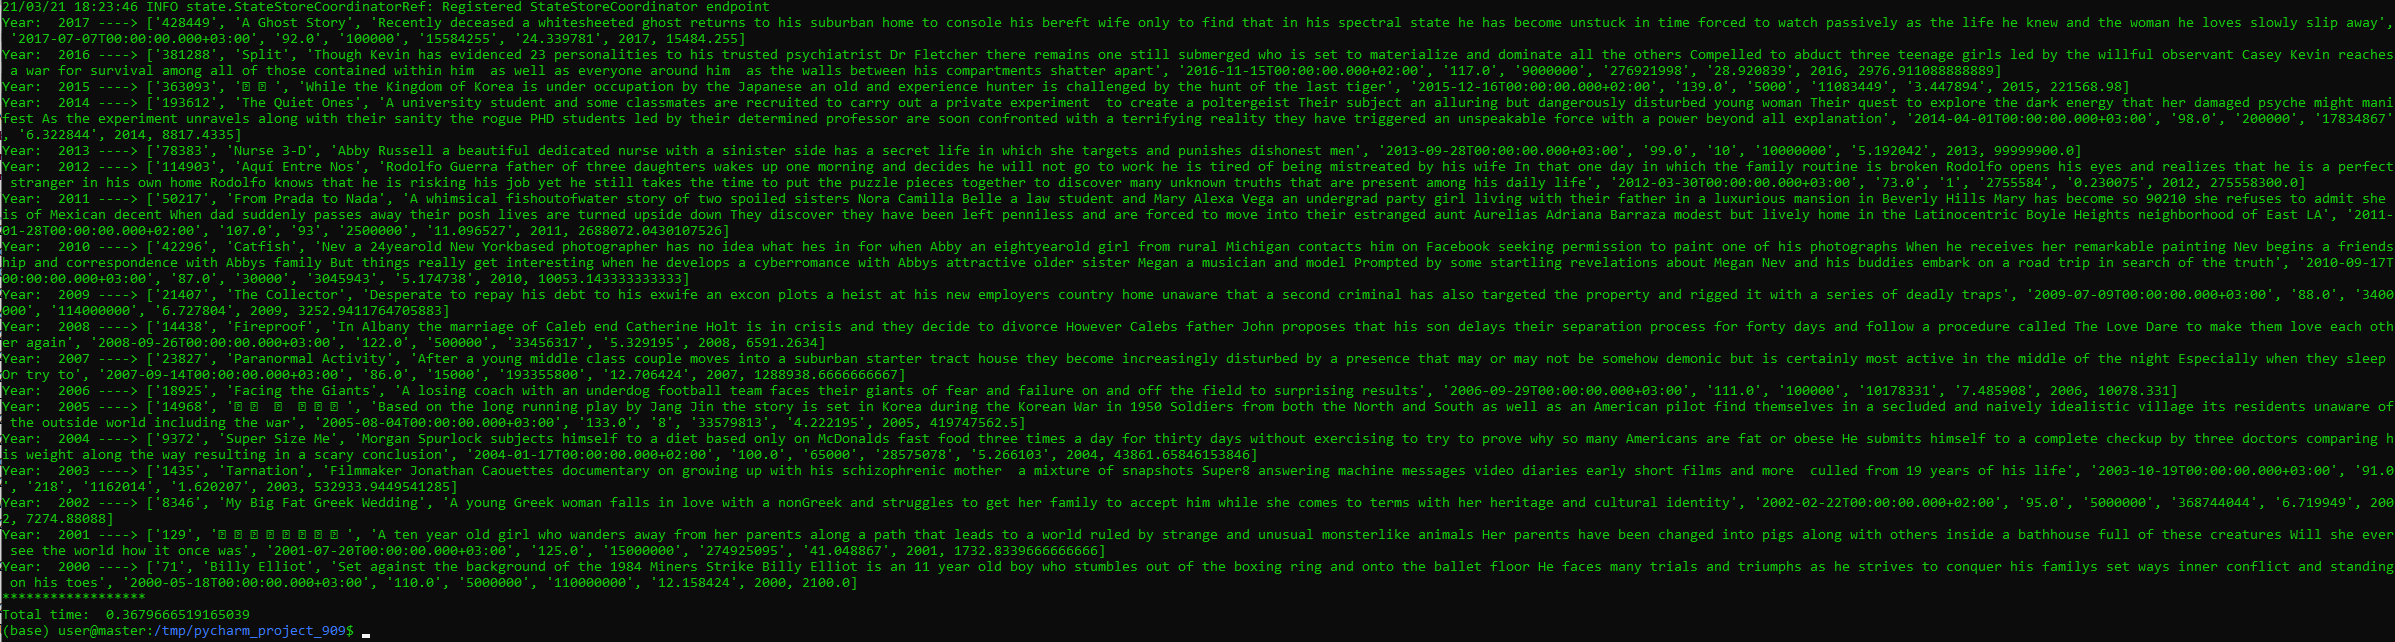 21/03/21 18:23:46 INFO state.StateStoreCoordinatorRef: Registered StateStoreCoordinator endpoint
Year:  2017 ----> ['428449', 'A Ghost Story', 'Recently deceased a whitesheeted ghost returns to his suburban home to console his bereft wife only to find that in his spectral state he has become unstuck in time forced to watch passively as the life he knew and the woman he loves slowly slip away',
 '2017-07-07T00:00:00.000+03:00', '92.0', '100000', '15584255', '24.339781', 2017, 15484.255]
Year:  2016 ----> ['381288', 'Split', 'Though Kevin has evidenced 23 personalities to his trusted psychiatrist Dr Fletcher there remains one still submerged who is set to materialize and dominate all the others Compelled to abduct three teenage girls led by the willful observant Casey Kevin reaches
 a war for survival among all of those contained within him  as well as everyone around him  as the walls between his compartments shatter apart', '2016-11-15T00:00:00.000+02:00', '117.0', '9000000', '276921998', '28.920839', 2016, 2976.9110888888889]
Year:  2015 ----> ['363093', ' ', 'While the Kingdom of Korea is under occupation by the Japanese an old and experience hunter is challenged by the hunt of the last tiger', '2015-12-16T00:00:00.000+02:00', '139.0', '5000', '11083449', '3.447894', 2015, 221568.98]
Year:  2014 ----> ['193612', 'The Quiet Ones', 'A university student and some classmates are recruited to carry out a private experiment  to create a poltergeist Their subject an alluring but dangerously disturbed young woman Their quest to explore the dark energy that her damaged psyche might mani
fest As the experiment unravels along with their sanity the rogue PHD students led by their determined professor are soon confronted with a terrifying reality they have triggered an unspeakable force with a power beyond all explanation', '2014-04-01T00:00:00.000+03:00', '98.0', '200000', '17834867'
, '6.322844', 2014, 8817.4335]
Year:  2013 ----> ['78383', 'Nurse 3-D', 'Abby Russell a beautiful dedicated nurse with a sinister side has a secret life in which she targets and punishes dishonest men', '2013-09-28T00:00:00.000+03:00', '99.0', '10', '10000000', '5.192042', 2013, 99999900.0]
Year:  2012 ----> ['114903', 'Aquí Entre Nos', 'Rodolfo Guerra father of three daughters wakes up one morning and decides he will not go to work he is tired of being mistreated by his wife In that one day in which the family routine is broken Rodolfo opens his eyes and realizes that he is a perfect
 stranger in his own home Rodolfo knows that he is risking his job yet he still takes the time to put the puzzle pieces together to discover many unknown truths that are present among his daily life', '2012-03-30T00:00:00.000+03:00', '73.0', '1', '2755584', '0.230075', 2012, 275558300.0]
Year:  2011 ----> ['50217', 'From Prada to Nada', 'A whimsical fishoutofwater story of two spoiled sisters Nora Camilla Belle a law student and Mary Alexa Vega an undergrad party girl living with their father in a luxurious mansion in Beverly Hills Mary has become so 90210 she refuses to admit she
is of Mexican decent When dad suddenly passes away their posh lives are turned upside down They discover they have been left penniless and are forced to move into their estranged aunt Aurelias Adriana Barraza modest but lively home in the Latinocentric Boyle Heights neighborhood of East LA', '2011-
01-28T00:00:00.000+02:00', '107.0', '93', '2500000', '11.096527', 2011, 2688072.0430107526]
Year:  2010 ----> ['42296', 'Catfish', 'Nev a 24yearold New Yorkbased photographer has no idea what hes in for when Abby an eightyearold girl from rural Michigan contacts him on Facebook seeking permission to paint one of his photographs When he receives her remarkable painting Nev begins a friends
hip and correspondence with Abbys family But things really get interesting when he develops a cyberromance with Abbys attractive older sister Megan a musician and model Prompted by some startling revelations about Megan Nev and his buddies embark on a road trip in search of the truth', '2010-09-17T
00:00:00.000+03:00', '87.0', '30000', '3045943', '5.174738', 2010, 10053.143333333333]
Year:  2009 ----> ['21407', 'The Collector', 'Desperate to repay his debt to his exwife an excon plots a heist at his new employers country home unaware that a second criminal has also targeted the property and rigged it with a series of deadly traps', '2009-07-09T00:00:00.000+03:00', '88.0', '3400
000', '114000000', '6.727804', 2009, 3252.9411764705883]
Year:  2008 ----> ['14438', 'Fireproof', 'In Albany the marriage of Caleb end Catherine Holt is in crisis and they decide to divorce However Calebs father John proposes that his son delays their separation process for forty days and follow a procedure called The Love Dare to make them love each oth
er again', '2008-09-26T00:00:00.000+03:00', '122.0', '500000', '33456317', '5.329195', 2008, 6591.2634]
Year:  2007 ----> ['23827', 'Paranormal Activity', 'After a young middle class couple moves into a suburban starter tract house they become increasingly disturbed by a presence that may or may not be somehow demonic but is certainly most active in the middle of the night Especially when they sleep
Or try to', '2007-09-14T00:00:00.000+03:00', '86.0', '15000', '193355800', '12.706424', 2007, 1288938.6666666667]
Year:  2006 ----> ['18925', 'Facing the Giants', 'A losing coach with an underdog football team faces their giants of fear and failure on and off the field to surprising results', '2006-09-29T00:00:00.000+03:00', '111.0', '100000', '10178331', '7.485908', 2006, 10078.331]
Year:  2005 ----> ['14968', ' ', 'Based on the long running play by Jang Jin the story is set in Korea during the Korean War in 1950 Soldiers from both the North and South as well as an American pilot find themselves in a secluded and naively idealistic village its residents unaware of
 the outside world including the war', '2005-08-04T00:00:00.000+03:00', '133.0', '8', '33579813', '4.222195', 2005, 419747562.5]
Year:  2004 ----> ['9372', 'Super Size Me', 'Morgan Spurlock subjects himself to a diet based only on McDonalds fast food three times a day for thirty days without exercising to try to prove why so many Americans are fat or obese He submits himself to a complete checkup by three doctors comparing h
is weight along the way resulting in a scary conclusion', '2004-01-17T00:00:00.000+02:00', '100.0', '65000', '28575078', '5.266103', 2004, 43861.65846153846]
Year:  2003 ----> ['1435', 'Tarnation', 'Filmmaker Jonathan Caouettes documentary on growing up with his schizophrenic mother  a mixture of snapshots Super8 answering machine messages video diaries early short films and more  culled from 19 years of his life', '2003-10-19T00:00:00.000+03:00', '91.0
', '218', '1162014', '1.620207', 2003, 532933.9449541285]
Year:  2002 ----> ['8346', 'My Big Fat Greek Wedding', 'A young Greek woman falls in love with a nonGreek and struggles to get her family to accept him while she comes to terms with her heritage and cultural identity', '2002-02-22T00:00:00.000+02:00', '95.0', '5000000', '368744044', '6.719949', 200
2, 7274.88088]
Year:  2001 ----> ['129', ' ', 'A ten year old girl who wanders away from her parents along a path that leads to a world ruled by strange and unusual monsterlike animals Her parents have been changed into pigs along with others inside a bathhouse full of these creatures Will she ever
 see the world how it once was', '2001-07-20T00:00:00.000+03:00', '125.0', '15000000', '274925095', '41.048867', 2001, 1732.8339666666666]
Year:  2000 ----> ['71', 'Billy Elliot', 'Set against the background of the 1984 Miners Strike Billy Elliot is an 11 year old boy who stumbles out of the boxing ring and onto the ballet floor He faces many trials and triumphs as he strives to conquer his familys set ways inner conflict and standing
 on his toes', '2000-05-18T00:00:00.000+03:00', '110.0', '5000000', '110000000', '12.158424', 2000, 2100.0]
******************
Total time:  0.3679666519165039
(base) user@master:/tmp/pycharm_project_909$